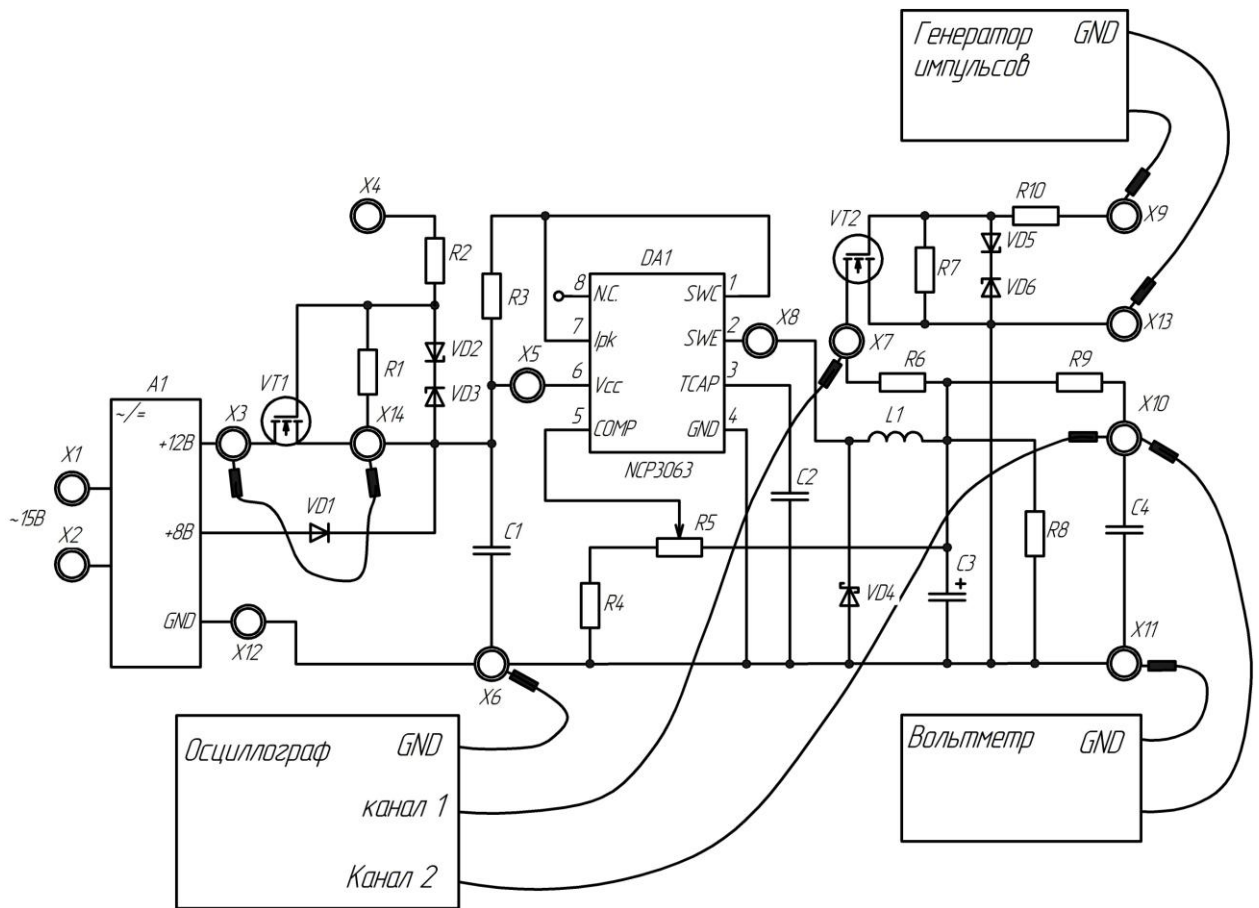 Генератор GND
импульсов
X4
R10
X9
R2
VT2
VD5
DA1
R7
8 N.C. SWC 1
R3
VD6
X13
7 Ipk SWE 2
X8
X7
X5
R6
R9
VD2
R1
A1
VT1
VD3
6 Vcc TCAP 3
~/=
X3
X14
L1
X10
5 COMP GND 4
+12В
NCP3063
X1
C2
~15В
VD1
R5
+8В
C1
R8
C4
X2
C3
+
R4
VD4
GND
X12
X11
X6
Осциллограф GND
Вольтметр GND
канал 1
Канал 2